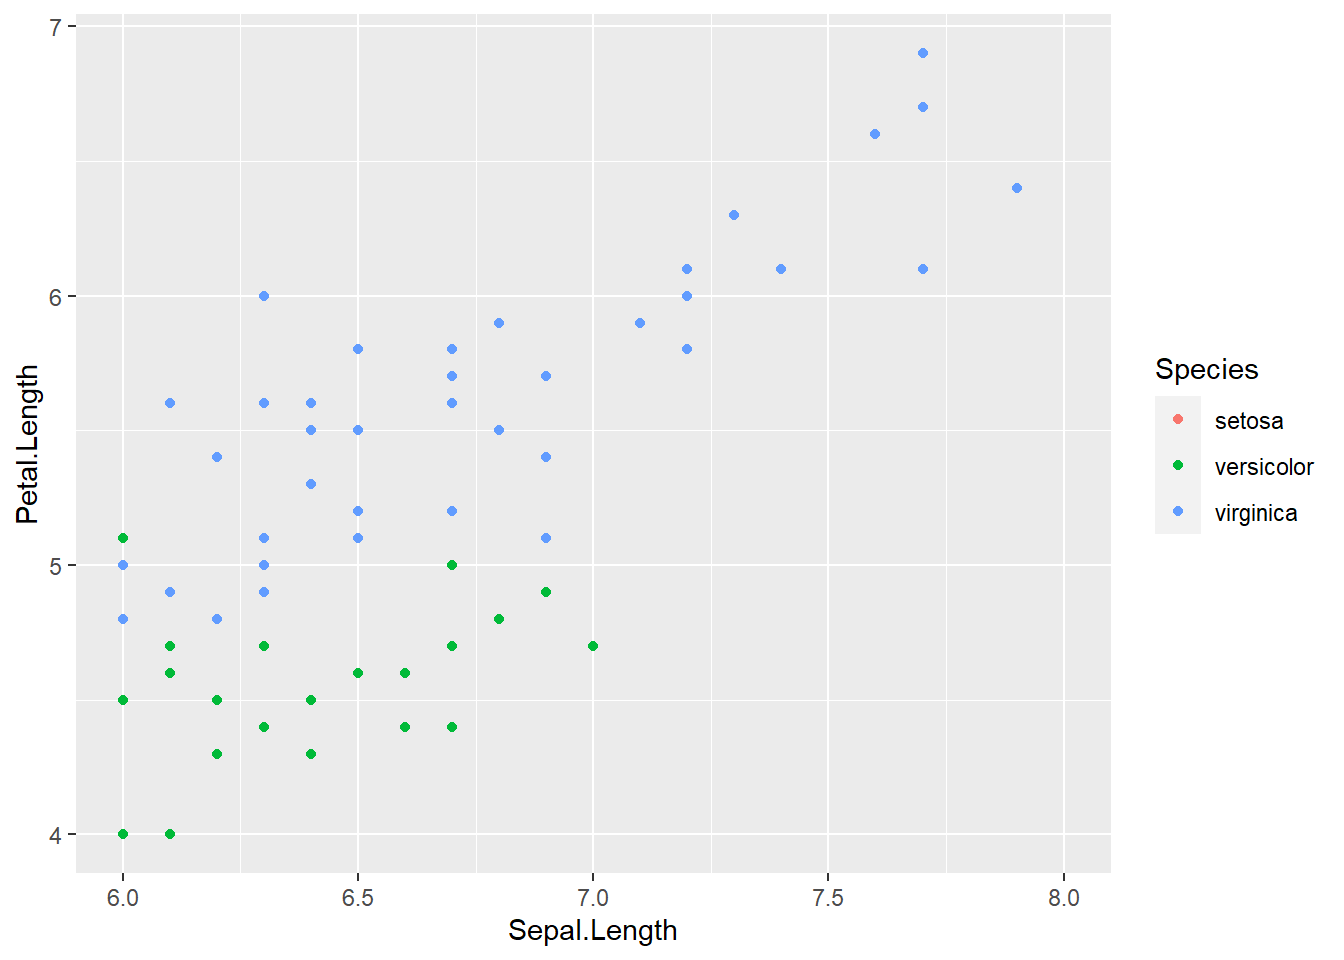 7
6
5
4
Petal.Length
6.0 6.5 7.0 7.5 8.0
Sepal.Length
Species
setosa
versicolor
virginica